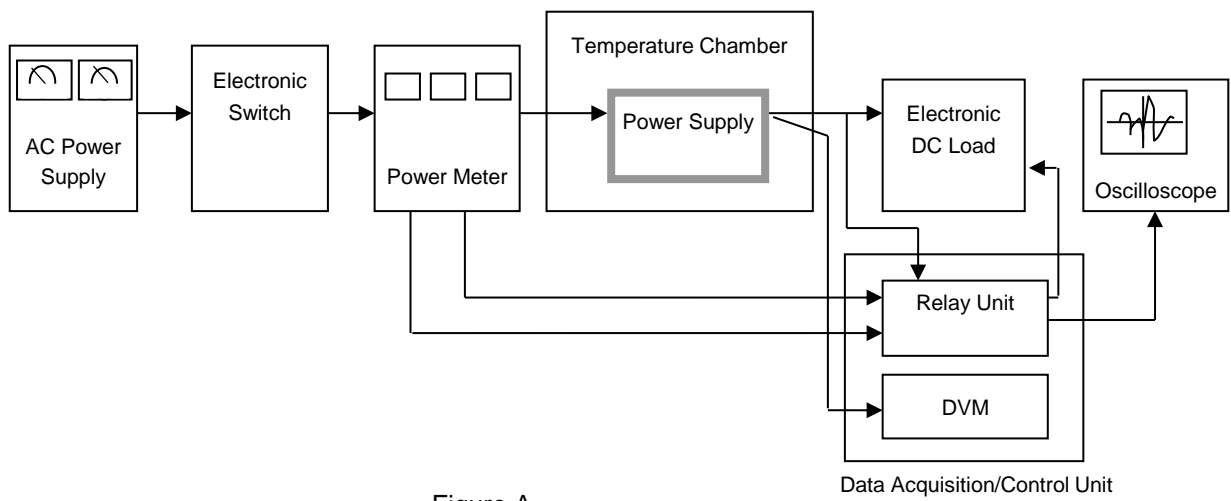 Temperature Chamber
AC Power
Supply
Electronic
Switch
Power Meter
Power Supply
Electronic
DC Load
Oscilloscope
Relay Unit
DVM
Data Acquisition/Control Unit
Figure A